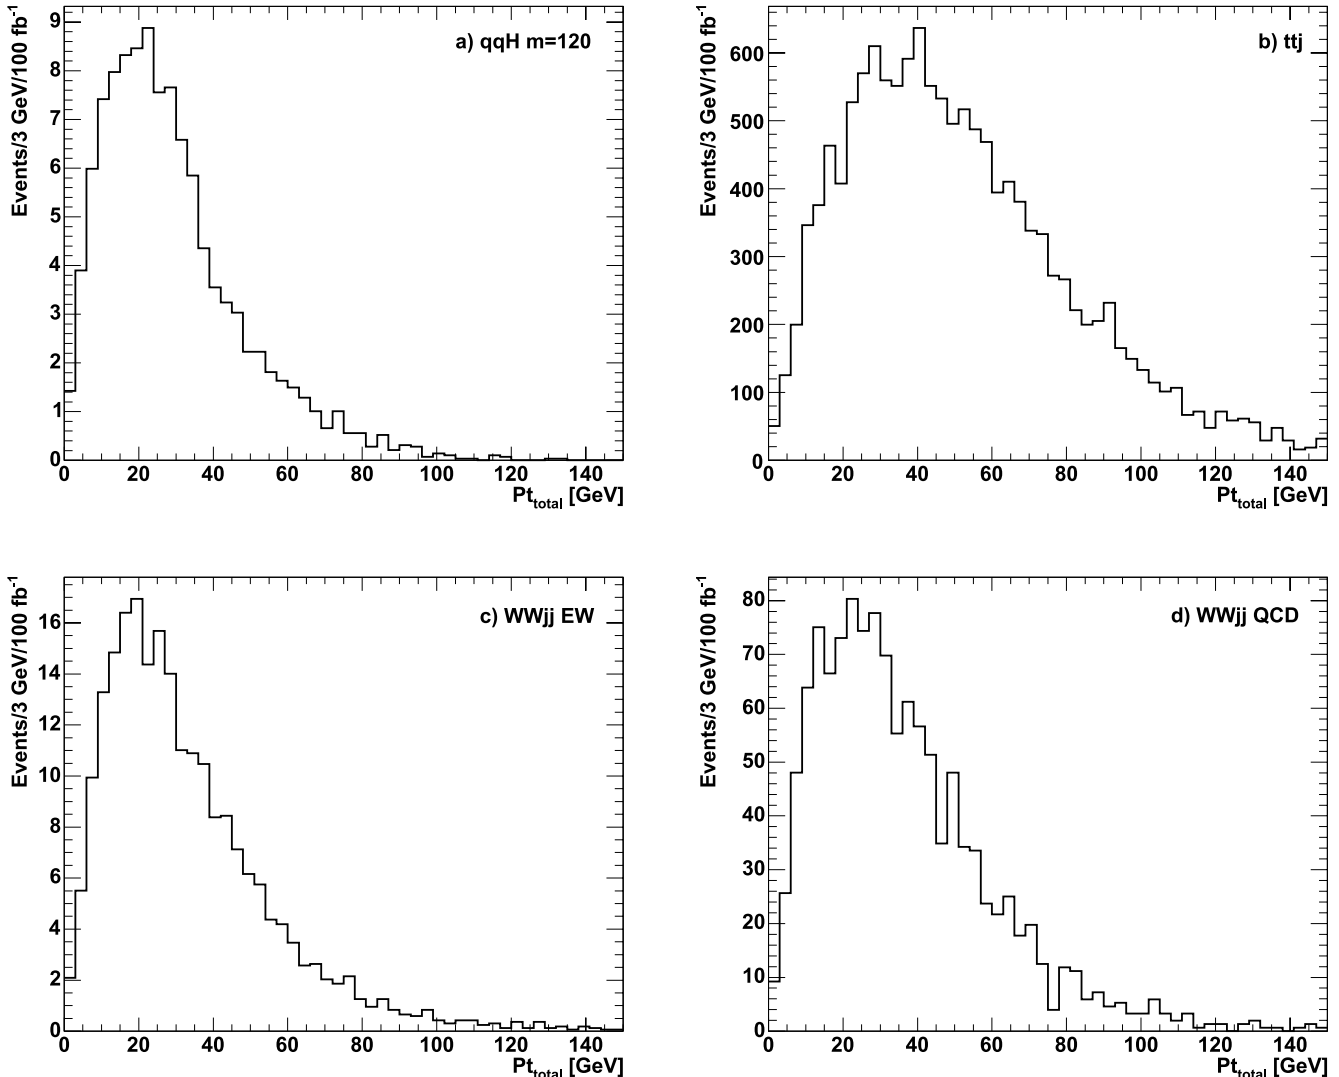 a) qqH m=120
Events/3 GeV/100 fb-1
9
8
7
6
5
4
3
2
1
0
0 20 40 60 80 100 120 140
Pttotal [GeV]
b) ttj
Events/3 GeV/100 fb-1
600
500
400
300
200
100
0
0 20 40 60 80 100 120 140
Pttotal [GeV]
c) WWjj EW
Events/3 GeV/100 fb-1
16
14
12
10
8
6
4
2
0
0 20 40 60 80 100 120 140
Pttotal [GeV]
d) WWjj QCD
Events/3 GeV/100 fb-1
80
70
60
50
40
30
20
10
0
0 20 40 60 80 100 120 140
Pttotal [GeV]